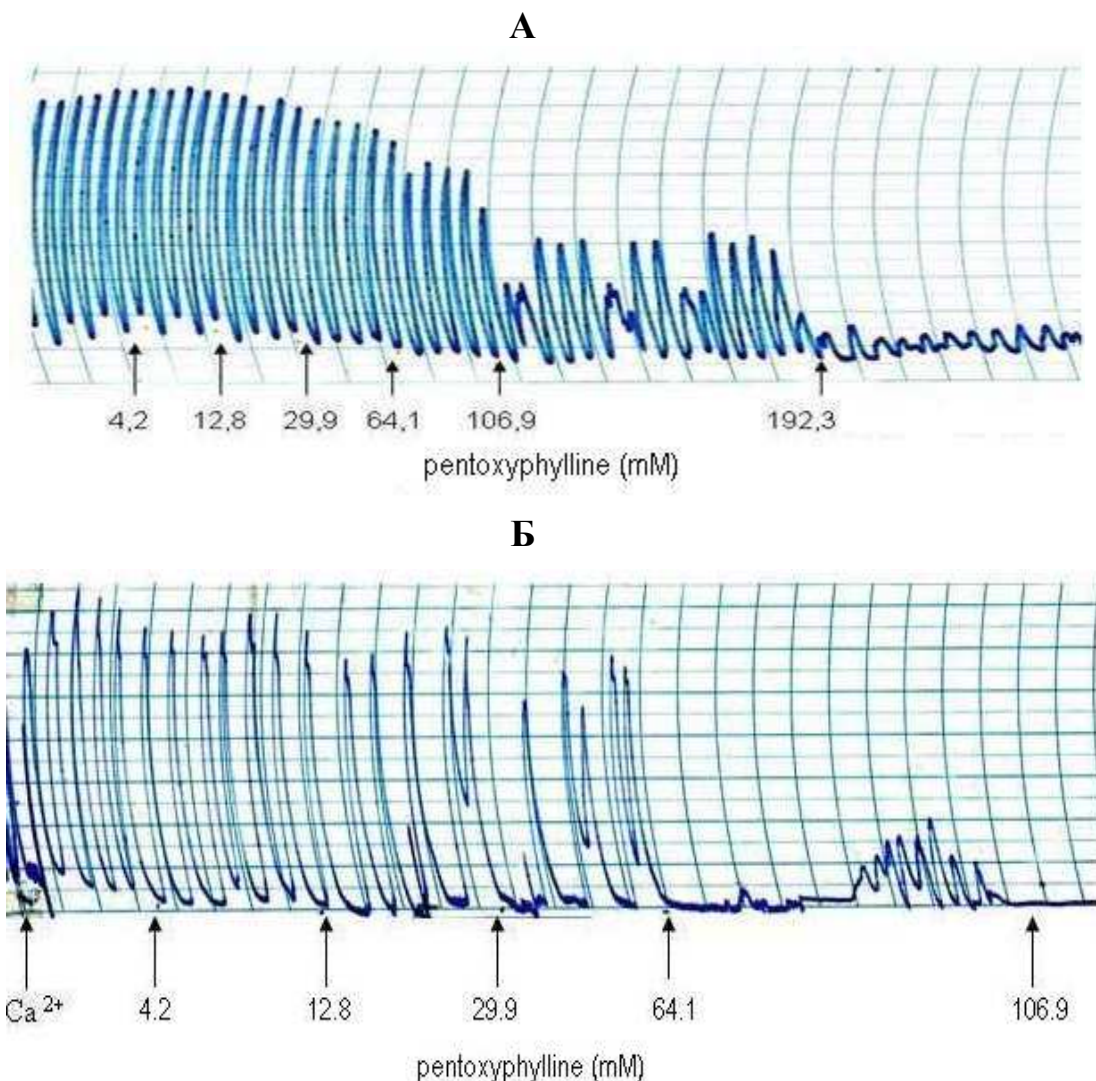 А
4,2 12,8 29,9 64,1 106,9 192,3
pentoxyphylline (mM)
Б
Ca 2+ 4.2 12.8 29.9 64.1 106.9
pentoxyphylline (mM)